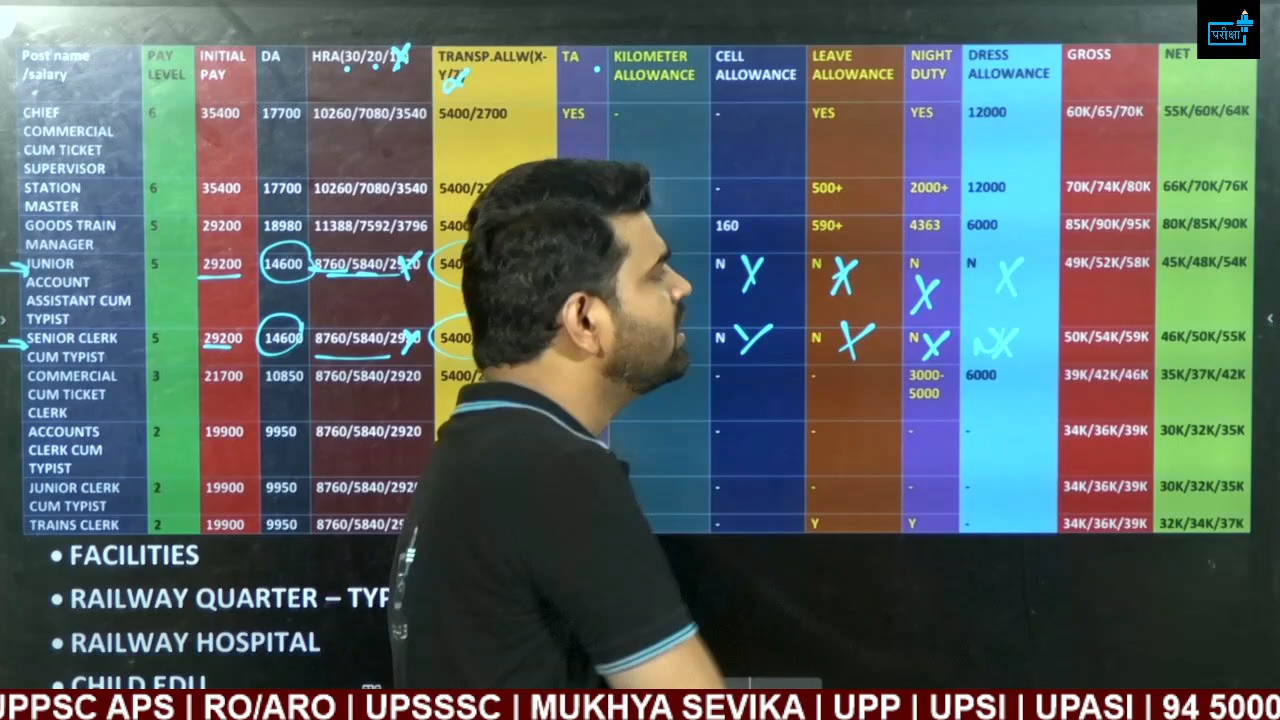 परीक्षा
Post name /salary PAY LEVEL INITIAL PAY DA HRA(30/20/1 TRANSP.ALLW(X-Y/Z) TA KILOMETER ALLOWANCE CELL ALLOWANCE LEAVE ALLOWANCE NIGHT DUTY DRESS ALLOWANCE GROSS NET
CHIEF COMMERCIAL CUM TICKET SUPERVISOR 6 35400 17700 10260/7080/3540 5400/2700 YES - - YES YES 12000 60K/65/70K 55K/60K/64K
STATION MASTER 6 35400 17700 10260/7080/3540 - 500+ 2000+ 12000 70K/74K/80K 66K/70K/76K
GOODS TRAIN MANAGER 5 29200 18980 11388/7592/3796 160 590+ 4363 6000 85K/90K/95K 80K/85K/90K
JUNIOR ACCOUNT ASSISTANT CUM TYPIST 5 29200 14600 8760/5840/2920 N X N X N X N X 49K/52K/58K 45K/48K/54K
SENIOR CLERK CUM TYPIST 5 29200 14600 8760/5840/2920 5400 N X N X N X N X 50K/54K/59K 46K/50K/55K
COMMERCIAL CUM TICKET CLERK 3 21700 10850 8760/5840/2920 - - 3000-5000 6000 39K/42K/46K 35K/37K/42K
ACCOUNTS CLERK CUM TYPIST 2 19900 9950 8760/5840/2920 - - - - 34K/36K/39K 30K/32K/35K
JUNIOR CLERK CUM TYPIST 2 19900 9950 - - - - 34K/36K/39K 30K/32K/35K
TRAINS CLERK 2 19900 9950 - Y Y - 34K/36K/39K 32K/34K/37K
• FACILITIES
• RAILWAY QUARTER – TYP
• RAILWAY HOSPITAL
• CHILD EDU
UPPSC APS | RO/ARO | UPSSSC | MUKHYA SEVIKA | UPP | UPSI | UPASI | 94 5000